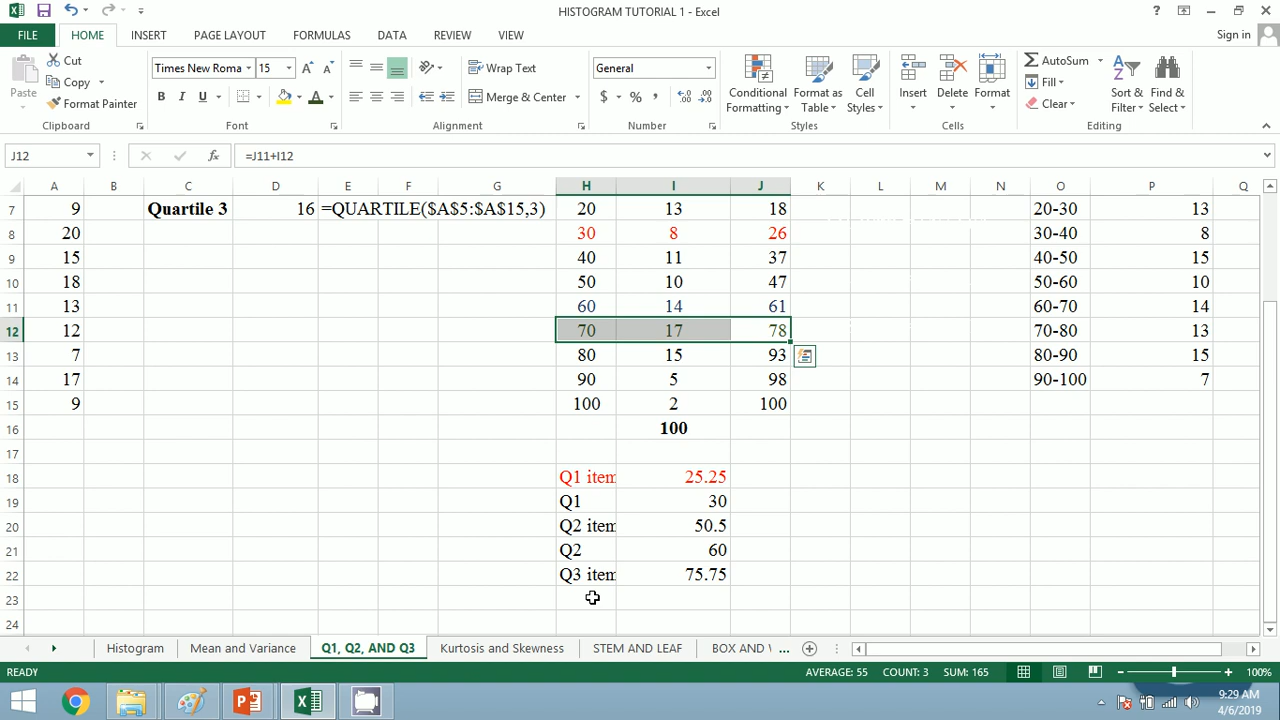 HISTOGRAM TUTORIAL 1 - Excel
FILE HOME INSERT PAGE LAYOUT FORMULAS DATA REVIEW VIEW Sign in
Paste Cut Copy Format Painter
Times New Roma 15
B I U A
Wrap Text
Merge & Center
General
$ % ,
Conditional Formatting Format as Table Cell Styles
Insert Delete Format
AutoSum Fill Clear
Sort & Filter Find & Select
Clipboard Font Alignment Number Styles Cells Editing
J12 fx =J11+I12
A B C D E F G H I J K L M N O P Q
7 9 Quartile 3 16 =QUARTILE($A$5:$A$15,3) 20 13 18 20-30 13
8 20 30 8 26 30-40 8
9 15 40 11 37 40-50 15
10 18 50 10 47 50-60 10
11 13 60 14 61 60-70 14
12 12 70 17 78 70-80 13
13 7 80 15 93 80-90 15
14 17 90 5 98 90-100 7
15 9 100 2 100
16 100
17
18 Q1 item 25.25
19 Q1 30
20 Q2 item 50.5
21 Q2 60
22 Q3 item 75.75
23
24
Histogram Mean and Variance Q1, Q2, AND Q3 Kurtosis and Skewness STEM AND LEAF BOX AND ...
READY AVERAGE: 55 COUNT: 3 SUM: 165 100%
9:29 AM
4/6/2019